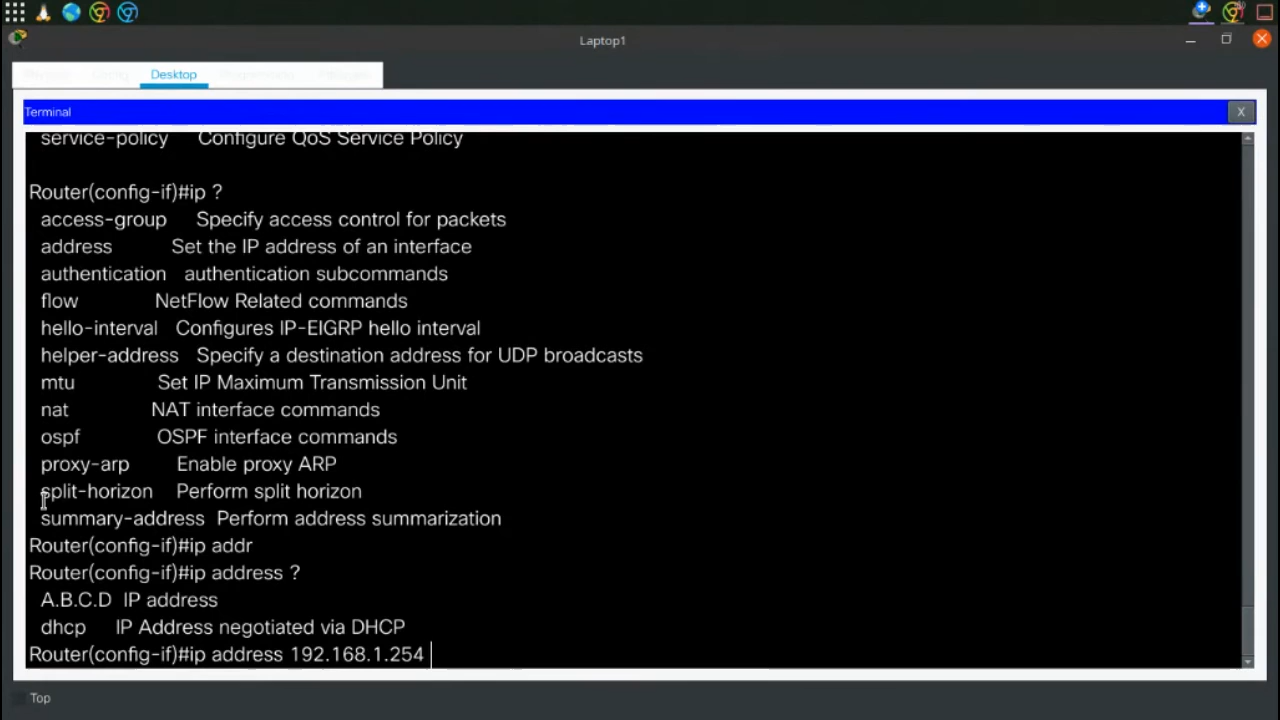 Laptop1
Desktop
Terminal
X
service-policy Configure QoS Service Policy
Router(config-if)#ip ?
access-group Specify access control for packets
address Set the IP address of an interface
authentication authentication subcommands
flow NetFlow Related commands
hello-interval Configures IP-EIGRP hello interval
helper-address Specify a destination address for UDP broadcasts
mtu Set IP Maximum Transmission Unit
nat NAT interface commands
ospf OSPF interface commands
proxy-arp Enable proxy ARP
split-horizon Perform split horizon
summary-address Perform address summarization
Router(config-if)#ip addr
Router(config-if)#ip address ?
A.B.C.D IP address
dhcp IP Address negotiated via DHCP
Router(config-if)#ip address 192.168.1.254
Top